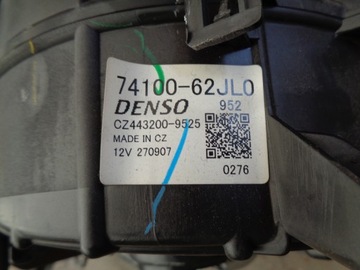 74100-62JL0
DENSO 952
CZ443200-9525
MADE IN CZ
12V 270907
0276